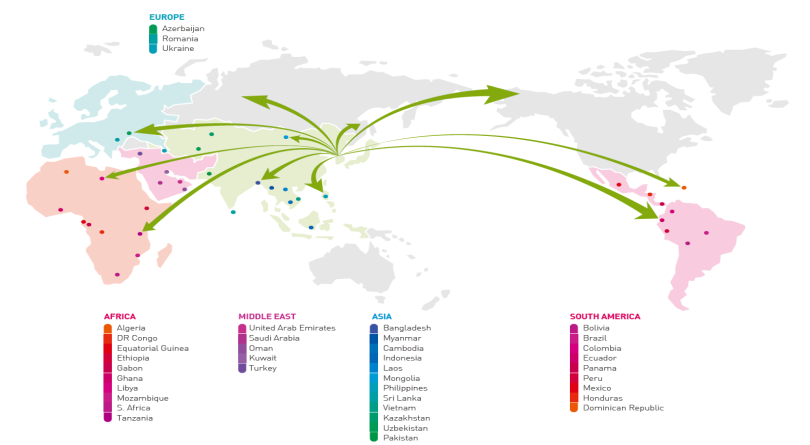 EUROPE
Azerbaijan
Romania
Ukraine
AFRICA
Algeria
DR Congo
Equatorial Guinea
Ethiopia
Gabon
Ghana
Libya
Mozambique
S. Africa
Tanzania
MIDDLE EAST
United Arab Emirates
Saudi Arabia
Oman
Kuwait
Turkey
ASIA
Bangladesh
Myanmar
Cambodia
Indonesia
Laos
Mongolia
Philippines
Sri Lanka
Vietnam
Kazakhstan
Uzbekistan
Pakistan
SOUTH AMERICA
Bolivia
Brazil
Colombia
Ecuador
Panama
Peru
Mexico
Honduras
Dominican Republic